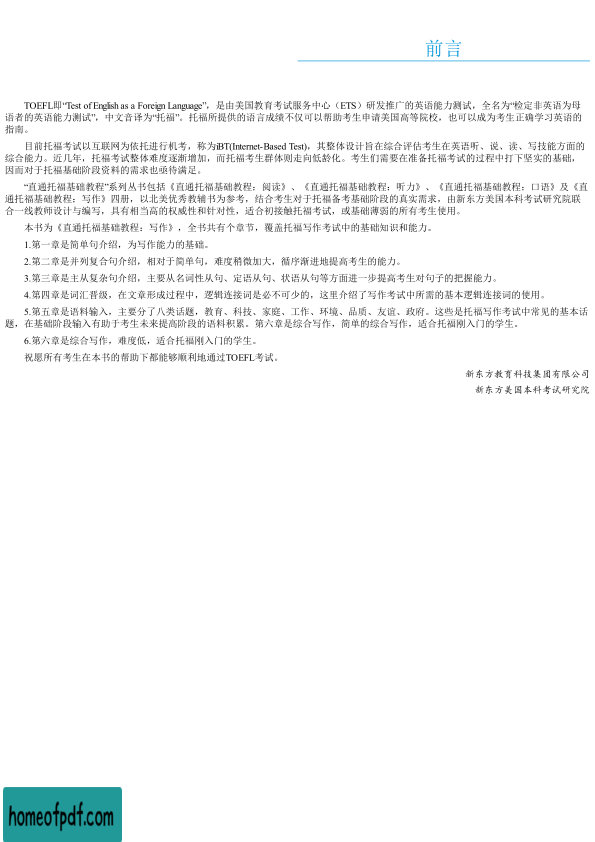 前言
TOEFL即“Test of English as a Foreign Language”，是由美国教育考试服务中心（ETS）研发推广的英语能力测试，全名为“检定非英语为母
语者的英语能力测试”，中文音译为“托福”。托福所提供的语言成绩不仅可以帮助考生申请美国高等院校，也可以成为考生正确学习英语的
指南。
目前托福考试以互联网为依托进行机考，称为iBT(Internet-Based Test)，其整体设计旨在综合评估考生在英语听、说、读、写技能方面的
综合能力。近几年，托福考试整体难度逐渐增加，而托福考生群体则走向低龄化。考生们需要在准备托福考试的过程中打下坚实的基础，
因而对于托福基础阶段资料的需求也亟待满足。
“直通托福基础教程”系列丛书包括《直通托福基础教程：阅读》、《直通托福基础教程：听力》、《直通托福基础教程：口语》及《直
通托福基础教程：写作》四册，以北美优秀教辅书为参考，结合考生对于托福备考基础阶段的真实需求，由新东方美国本科考试研究院联
合一线教师设计与编写，具有相当高的权威性和针对性，适合初接触托福考试，或基础薄弱的所有考生使用。
本书为《直通托福基础教程：写作》，全书共有个章节，覆盖托福写作考试中的基础知识和能力。
1.第一章是简单句介绍，为写作能力的基础。
2.第二章是并列复合句介绍，相对于简单句，难度稍微加大，循序渐进地提高考生的能力。
3.第三章是主从复杂句介绍，主要从名词性从句、定语从句、状语从句等方面进一步提高考生对句子的把握能力。
4.第四章是词汇晋级，在文章形成过程中，逻辑连接词是必不可少的，这里介绍了写作考试中所需的基本逻辑连接词的使用。
5.第五章是语料输入，主要分了八类话题，教育、科技、家庭、工作、环境、品质、友谊、政府。这些是托福写作考试中常见的基本话
题，在基础阶段输入有助于考生未来提高阶段的语料积累。第六章是综合写作，简单的综合写作，适合托福刚入门的学生。
6.第六章是综合写作，难度低，适合托福刚入门的学生。
祝愿所有考生在本书的帮助下都能够顺利地通过TOEFL考试。
新东方教育科技集团有限公司
新东方美国本科考试研究院
homeofpdf.com